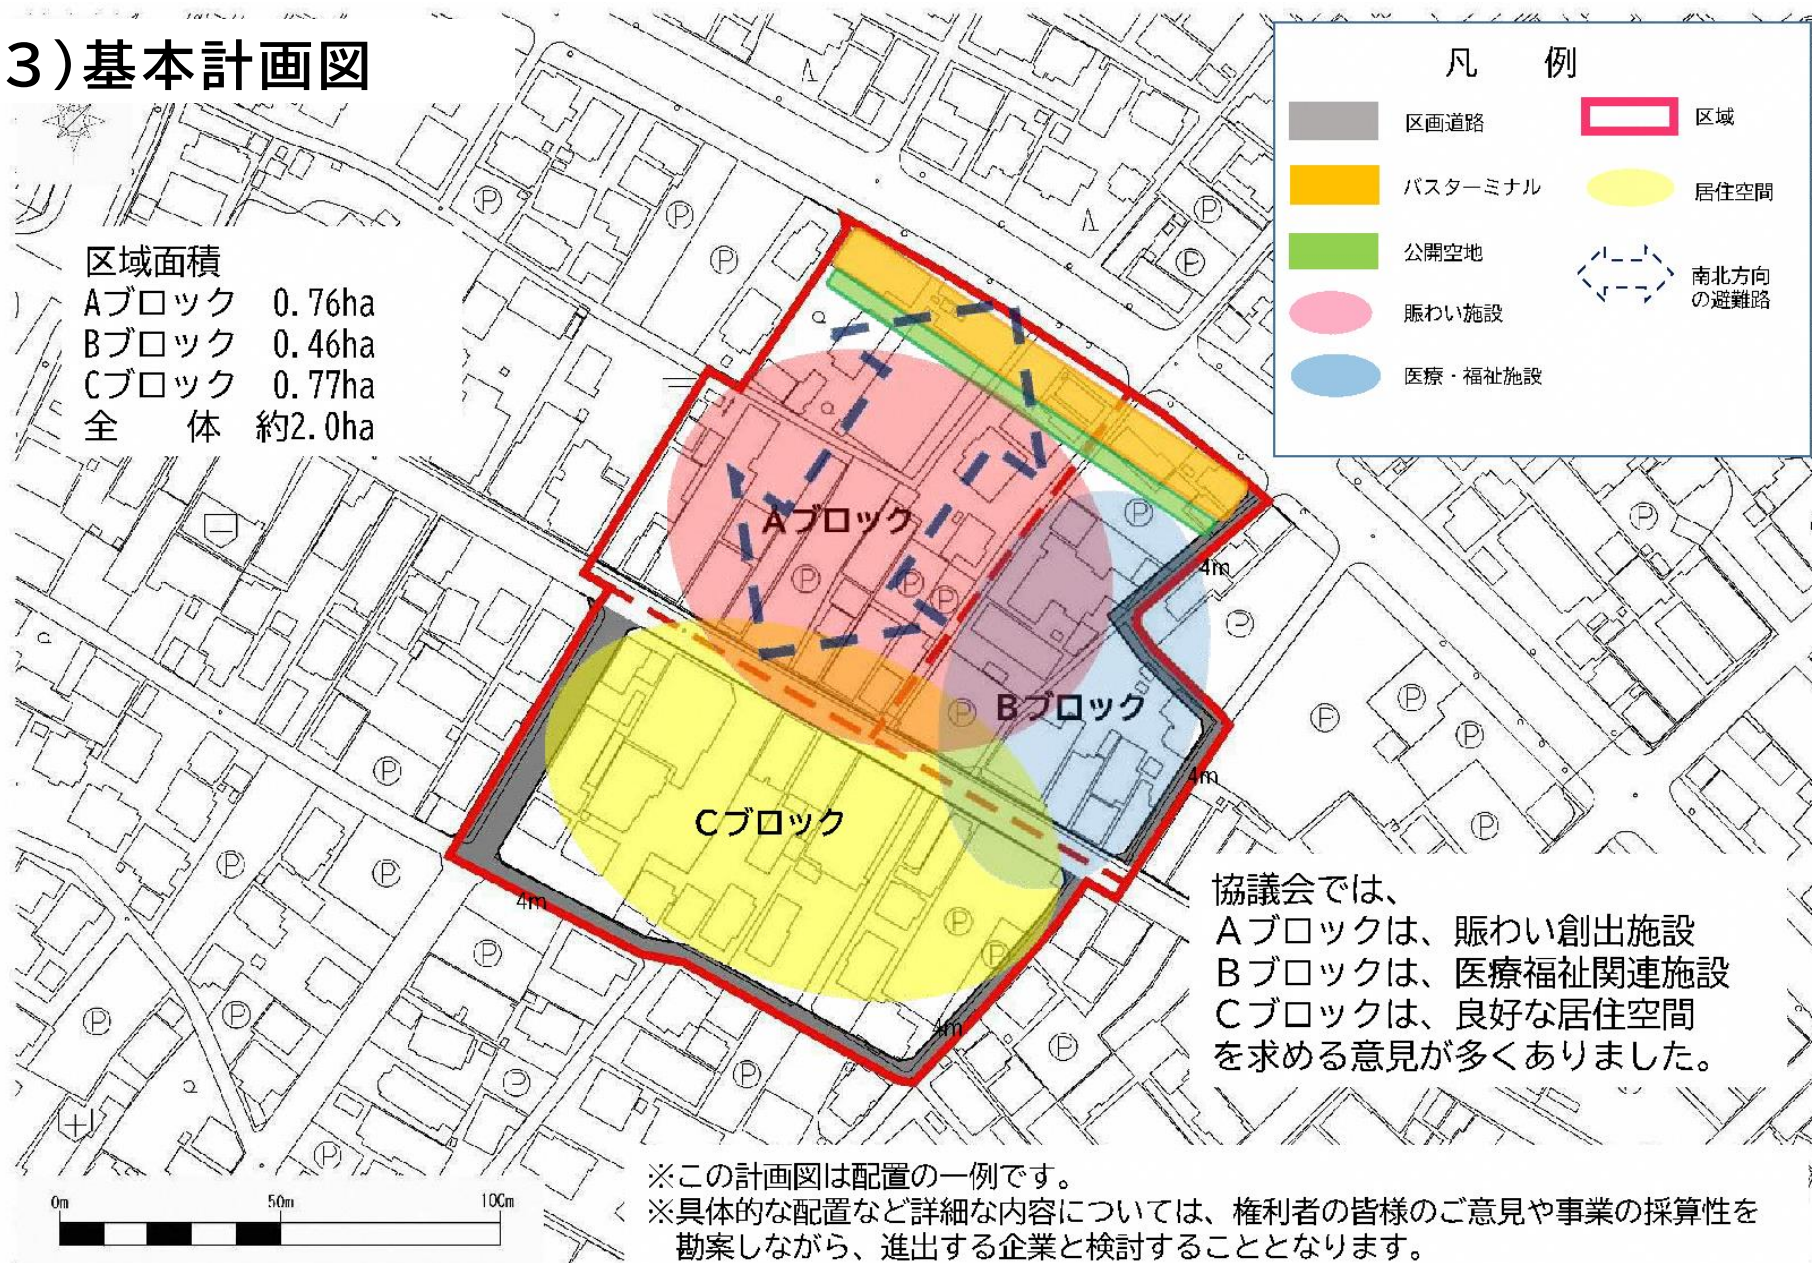 3)基本計画図
凡　例
区画道路
区域
バスターミナル
居住空間
公開空地
南北方向
の避難路
賑わい施設
医療・福祉施設
区域面積
Aブロック　0.76ha
Bブロック　0.46ha
Cブロック　0.77ha
全　体　約2.0ha
Aブロック
4m
Bブロック
4m
Cブロック
4m
4m
協議会では、
Aブロックは、賑わい創出施設
Bブロックは、医療福祉関連施設
Cブロックは、良好な居住空間
を求める意見が多くありました。
0m 50m 100m
※この計画図は配置の一例です。
※具体的な配置など詳細な内容については、権利者の皆様のご意見や事業の採算性を
勘案しながら、進出する企業と検討することとなります。